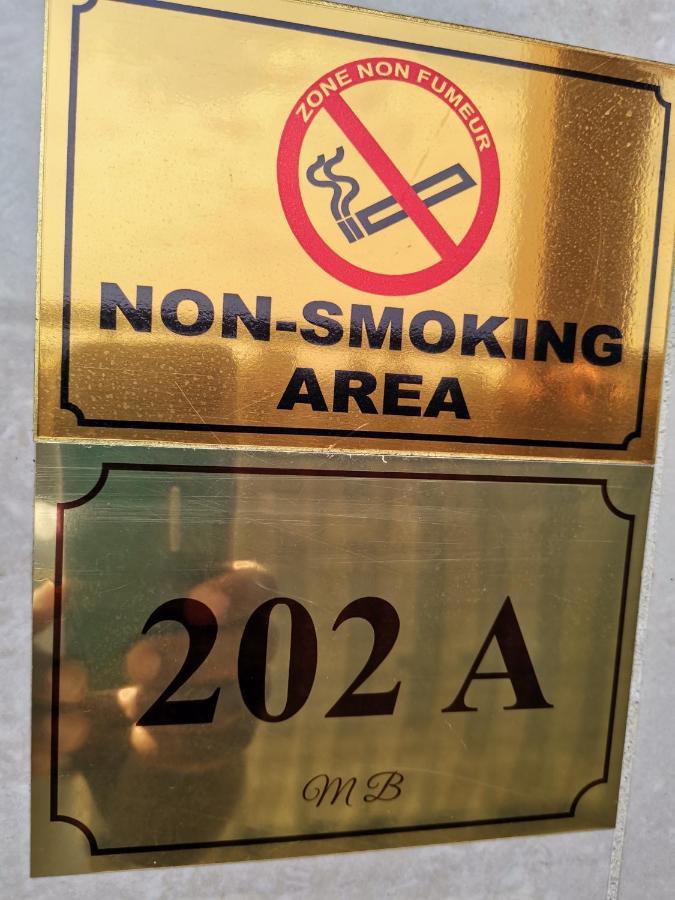 ZONE NON FUMEUR
NON-SMOKING
AREA
202 A
MB